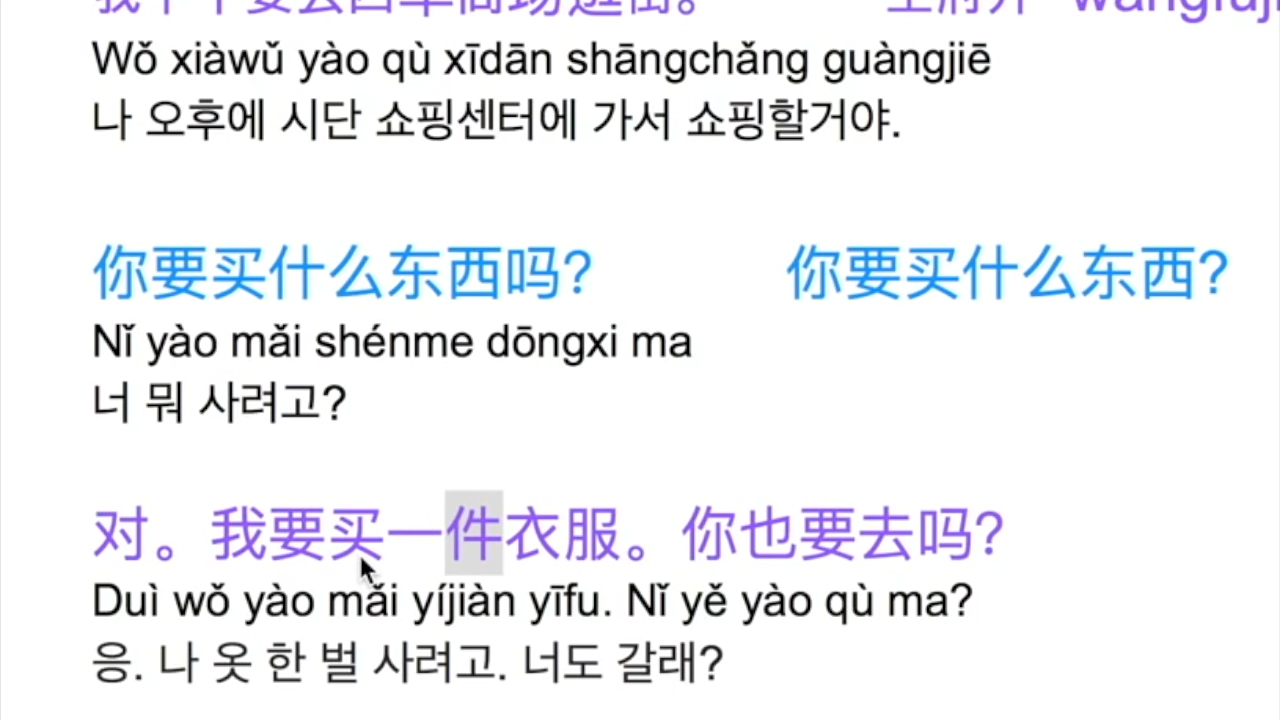 Wǒ xiàwǔ yào qù xīdān shāngchǎng guàngjiē
나 오후에 시단 쇼핑센터에 가서 쇼핑할거야.
你要买什么东西吗? 你要买什么东西?
Nǐ yào mǎi shénme dōngxi ma
너 뭐 사려고?
对。我要买一件衣服。你也要去吗?
Duì wǒ yào mǎi yíjiàn yīfu. Nǐ yě yào qù ma?
응. 나 옷 한 벌 사려고. 너도 갈래?